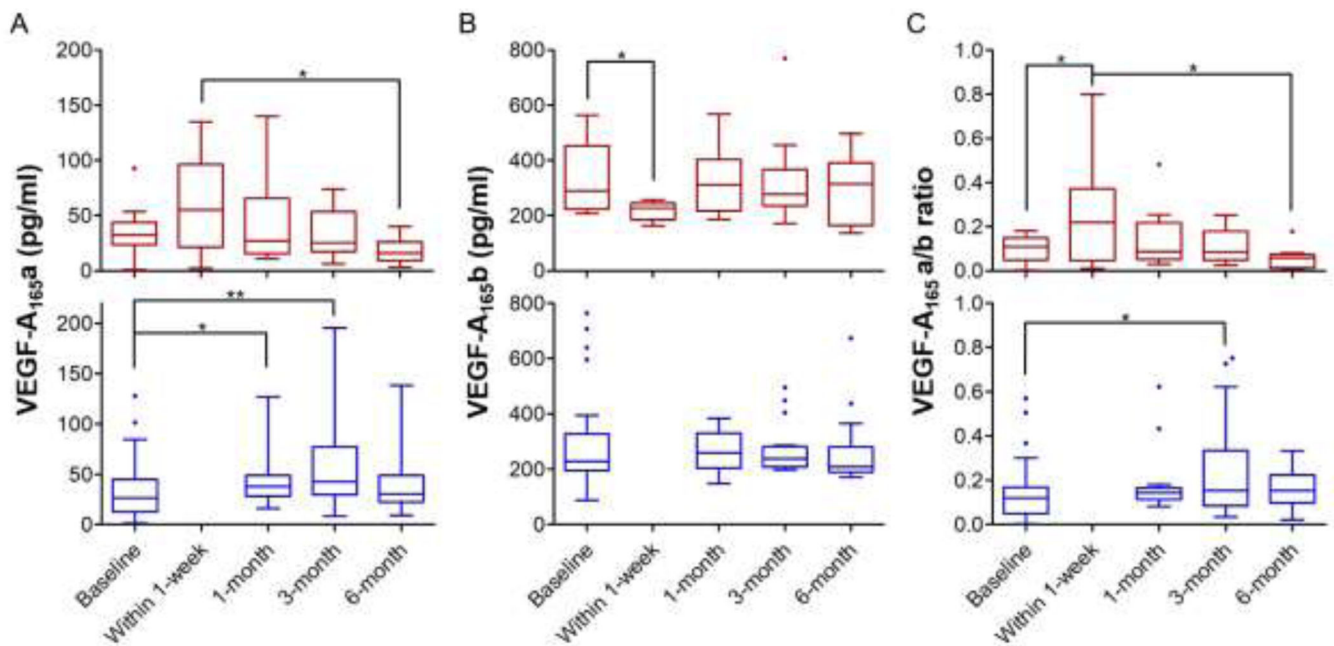 A
B
C
VEGF-A165a (pg/ml)
200
150
100
50
0
*
200
150
100
50
0
*
**
Baseline
Within 1-week
1-month
3-month
6-month
VEGF-A165b (pg/ml)
800
600
400
200
0
*
800
600
400
200
0
Baseline
Within 1-week
1-month
3-month
6-month
VEGF-A165 a/b ratio
1.0
0.8
0.6
0.4
0.2
0.0
*
*
1.0
0.8
0.6
0.4
0.2
0.0
*
Baseline
Within 1-week
1-month
3-month
6-month